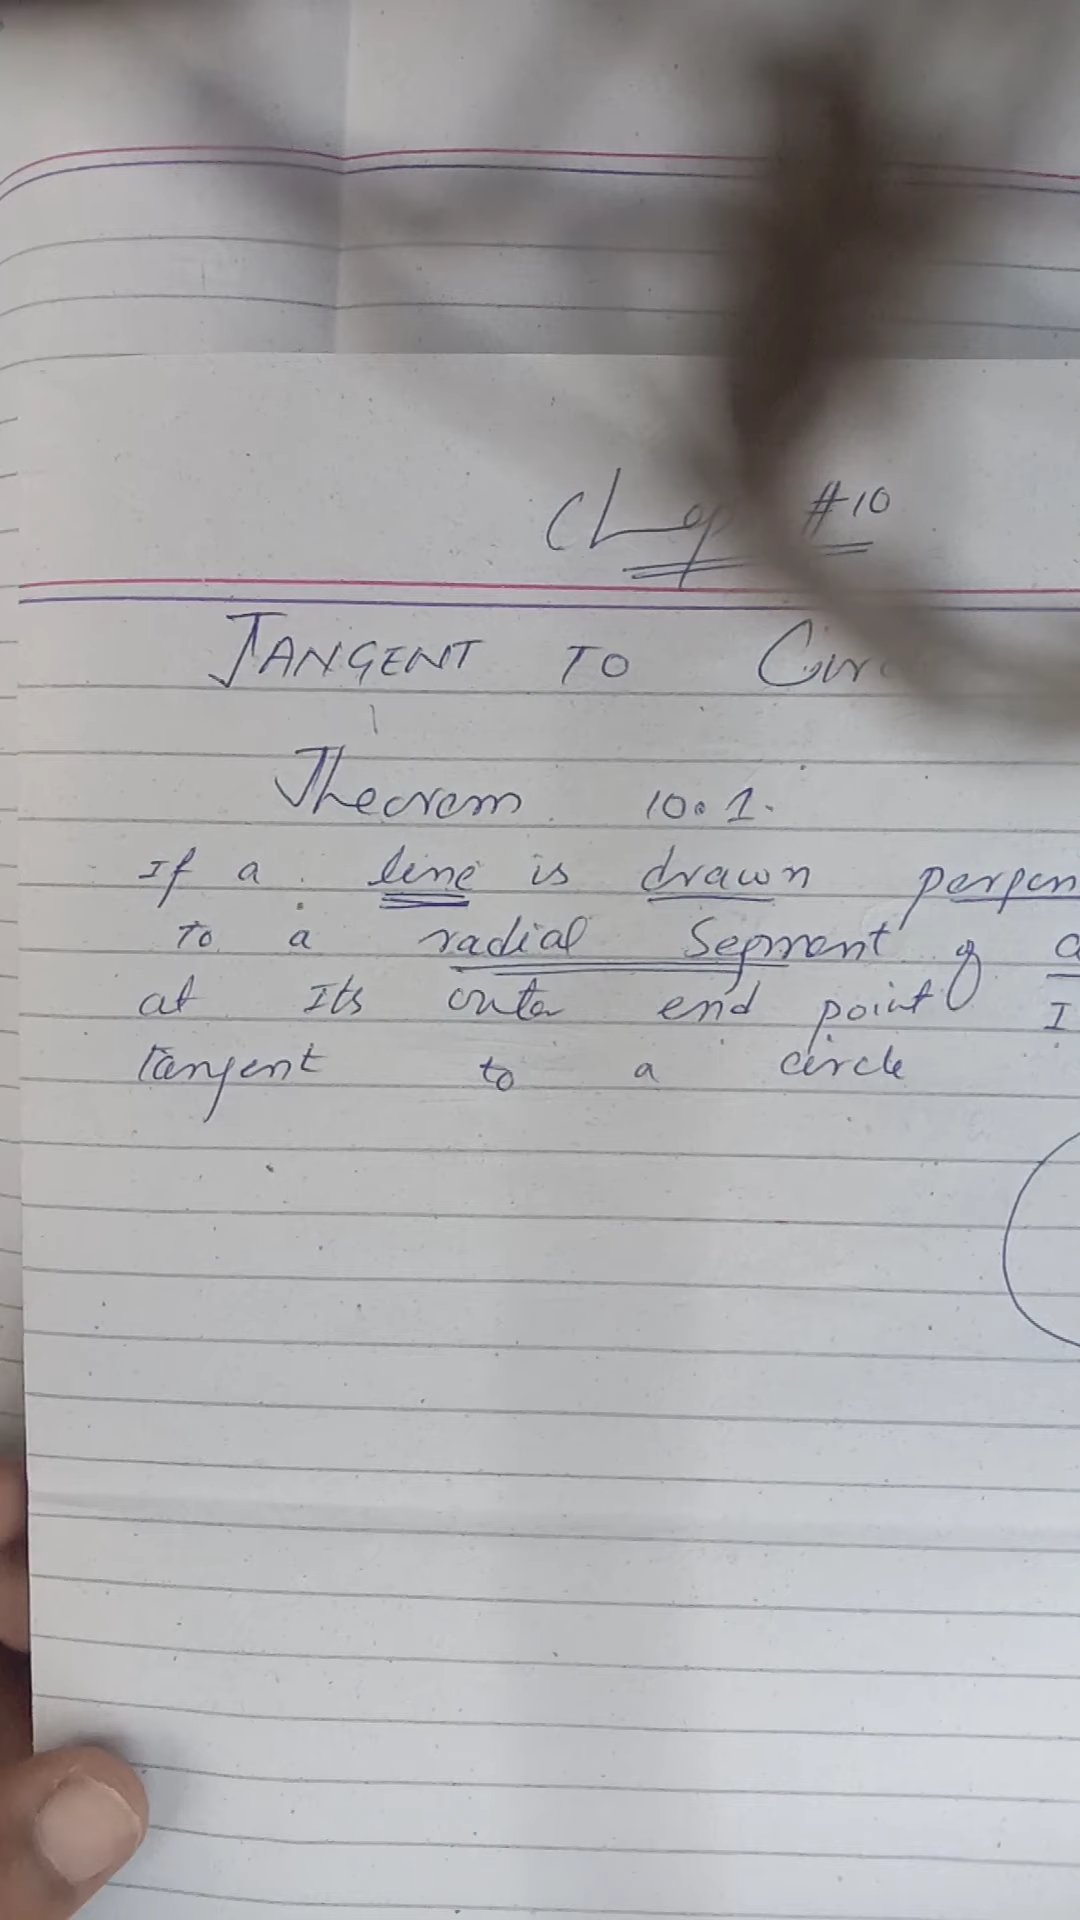 #10
TANGENT TO
Theorem 10.1.
If a line is drawn
To a radial Segment of
at Its outer end point
tangent to a circle